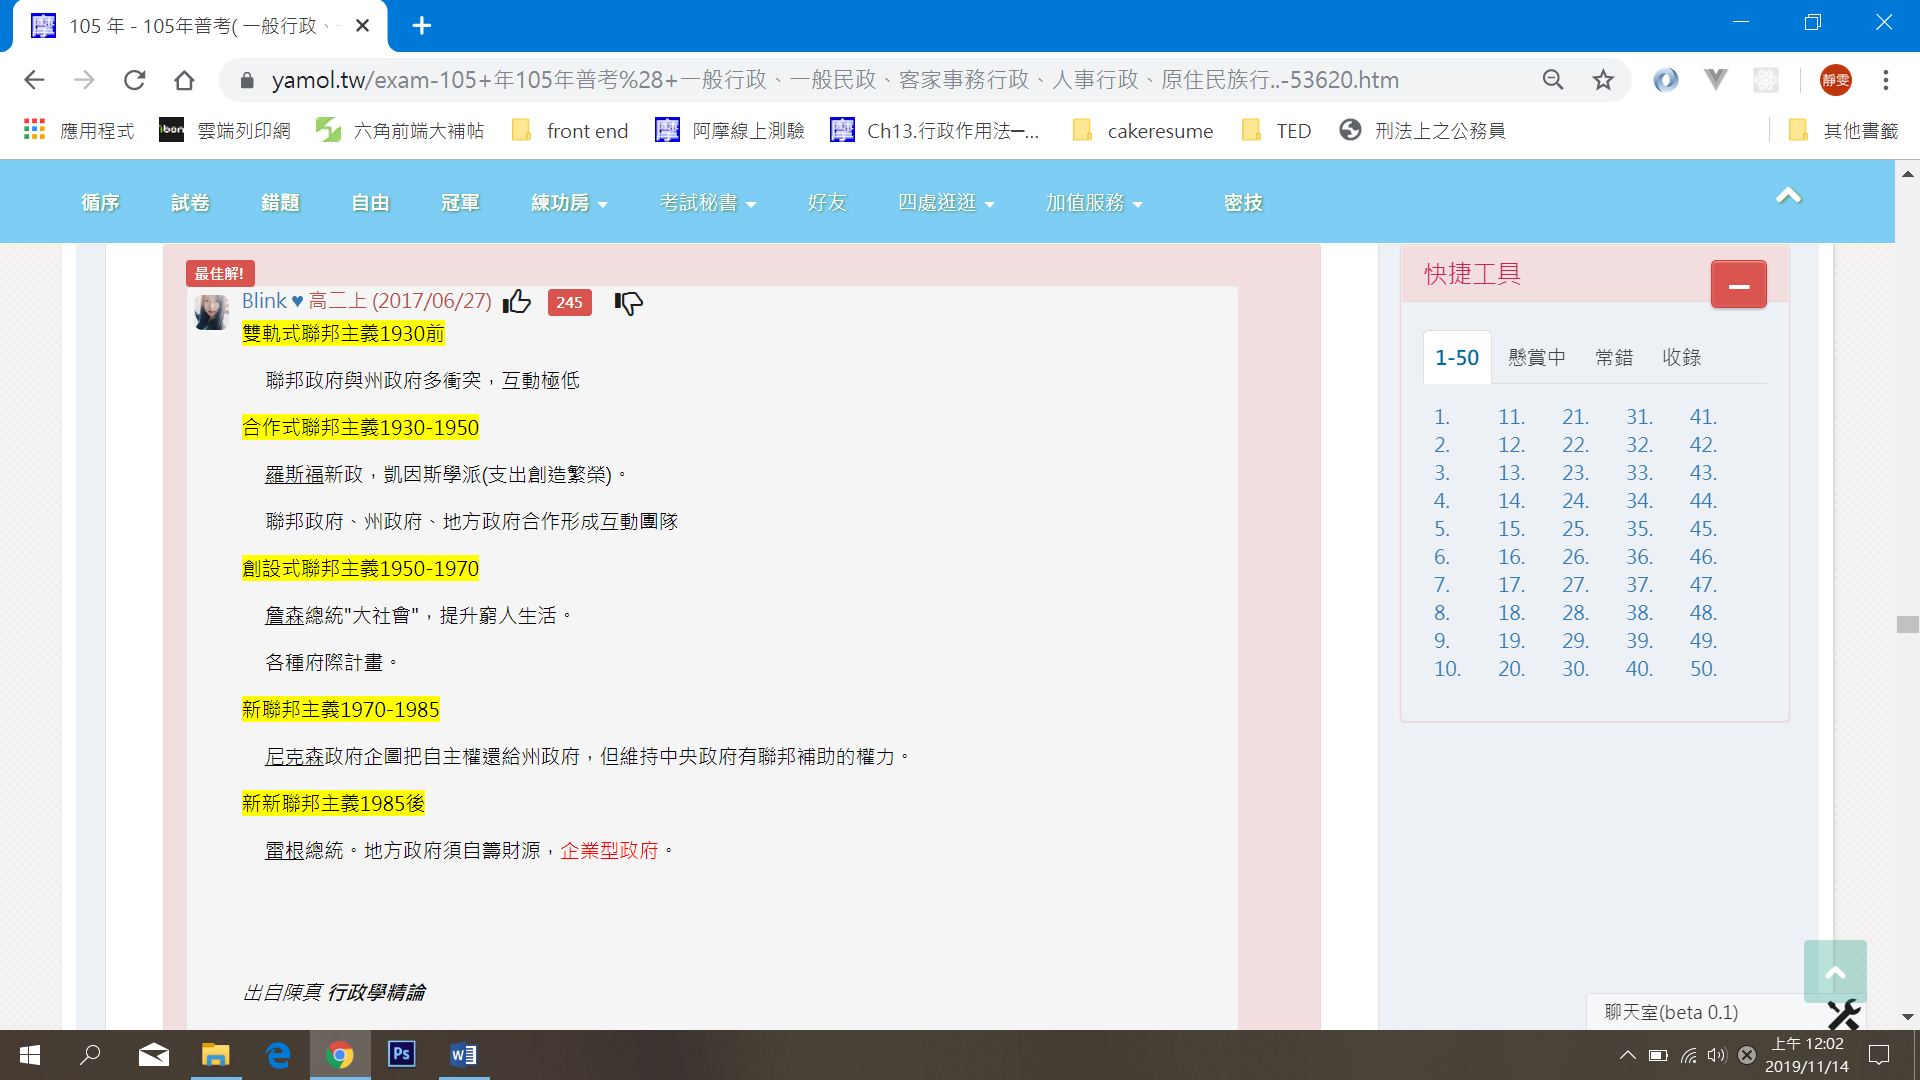 105 年 - 105年普考( 一般行政、
yamol.tw/exam-105+年105年普考%28+一般行政、一般民政、客家事務行政、人事行政、原住民族行..-53620.htm
靜雯
應用程式 ibon 雲端列印網 六角前端大補帖 front end 阿摩線上測驗 Ch13.行政作用法—... cakeresume TED 刑法上之公務員 其他書籤
循序 試卷 錯題 自由 冠軍 練功房 考試秘書 好友 四處逛逛 加值服務 密技
最佳解!
Blink ♥ 高二上 (2017/06/27) 245
雙軌式聯邦主義1930前
聯邦政府與州政府多衝突，互動極低
合作式聯邦主義1930-1950
羅斯福新政，凱因斯學派(支出創造繁榮)。
聯邦政府、州政府、地方政府合作形成互動團隊
創設式聯邦主義1950-1970
詹森總統"大社會"，提升窮人生活。
各種府際計畫。
新聯邦主義1970-1985
尼克森政府企圖把自主權還給州政府，但維持中央政府有聯邦補助的權力。
新新聯邦主義1985後
雷根總統。地方政府須自籌財源，企業型政府。
出自陳真 行政學精論
快捷工具
1-50 懸賞中 常錯 收錄
1. 11. 21. 31. 41.
2. 12. 22. 32. 42.
3. 13. 23. 33. 43.
4. 14. 24. 34. 44.
5. 15. 25. 35. 45.
6. 16. 26. 36. 46.
7. 17. 27. 37. 47.
8. 18. 28. 38. 48.
9. 19. 29. 39. 49.
10. 20. 30. 40. 50.
聊天室(beta 0.1)
上午 12:02
2019/11/14